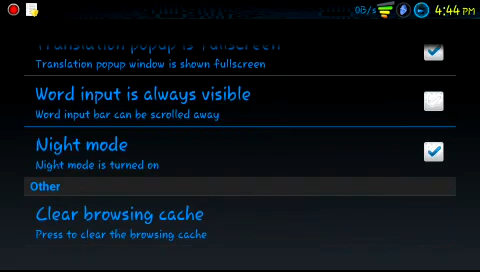 0B/s 4:44 PM
Translation popup is fullscreen
Translation popup window is shown fullscreen
Word input is always visible
Word input bar can be scrolled away
Night mode
Night mode is turned on
Other
Clear browsing cache
Press to clear the browsing cache